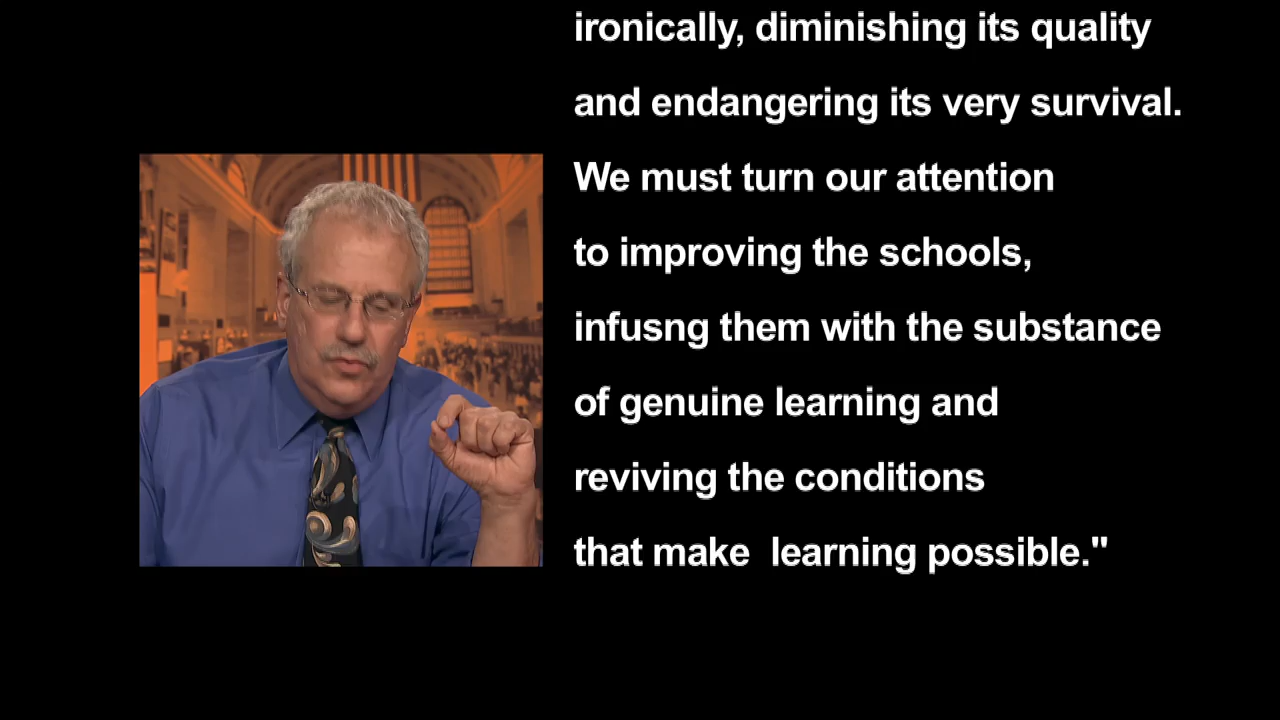 ironically, diminishing its quality
and endangering its very survival.
We must turn our attention
to improving the schools,
infusng them with the substance
of genuine learning and
reviving the conditions
that make  learning possible."